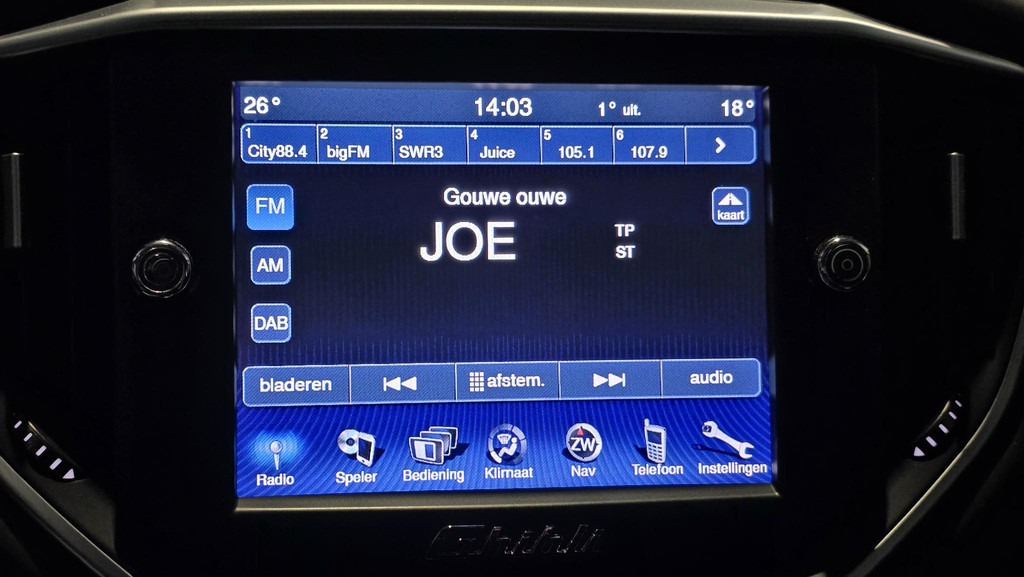 26° 14:03 1° uit. 18°
1 City88.4 2 bigFM 3 SWR3 4 Juice 5 105.1 6 107.9
Gouwe ouwe
FM JOE TP kaart
ST
AM
DAB
bladeren afstem. audio
Radio Speler Bediening Klimaat ZW Nav Telefoon Instellingen
Ghibli